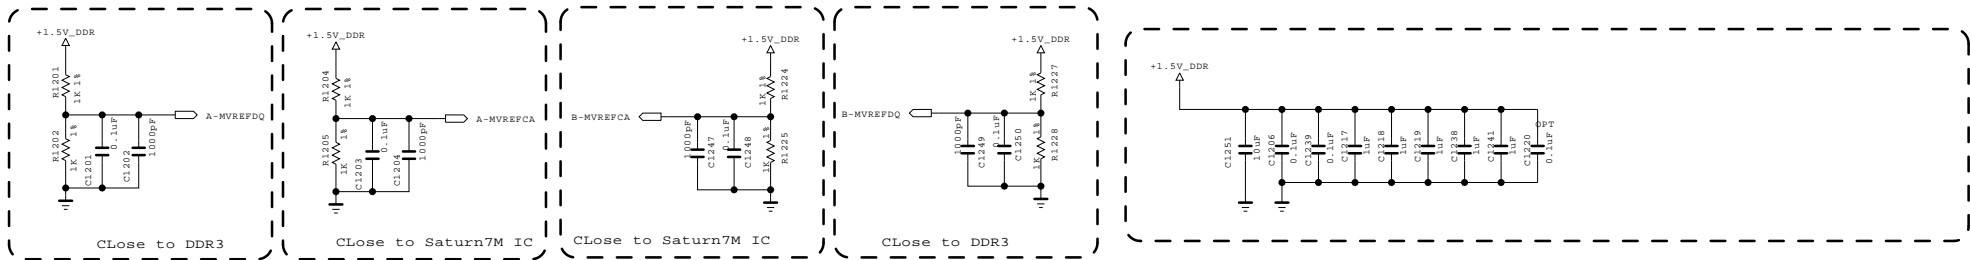 +1.5V_DDR
R1201
1K 1%
R1202
1K 1%
C1201
0.1uF
C1202
1000pF
A-MVREFDQ
CLose to DDR3
+1.5V_DDR
R1204
1K 1%
R1205
1K 1%
C1203
0.1uF
C1204
1000pF
A-MVREFCA
CLose to Saturn7M IC
+1.5V_DDR
R1224
1K 1%
B-MVREFCA
1000pF
C1247
0.1uF
C1248
1K 1%
R1225
CLose to Saturn7M IC
+1.5V_DDR
1K 1%
R1227
B-MVREFDQ
1000pF
C1249
0.1uF
C1250
1K 1%
R1228
CLose to DDR3
+1.5V_DDR
C1251
10uF
C1206
0.1uF
C1239
0.1uF
C1217
1uF
C1218
1uF
C1219
1uF
C1238
1uF
C1241
1uF
C1220
0.1uF
OPT